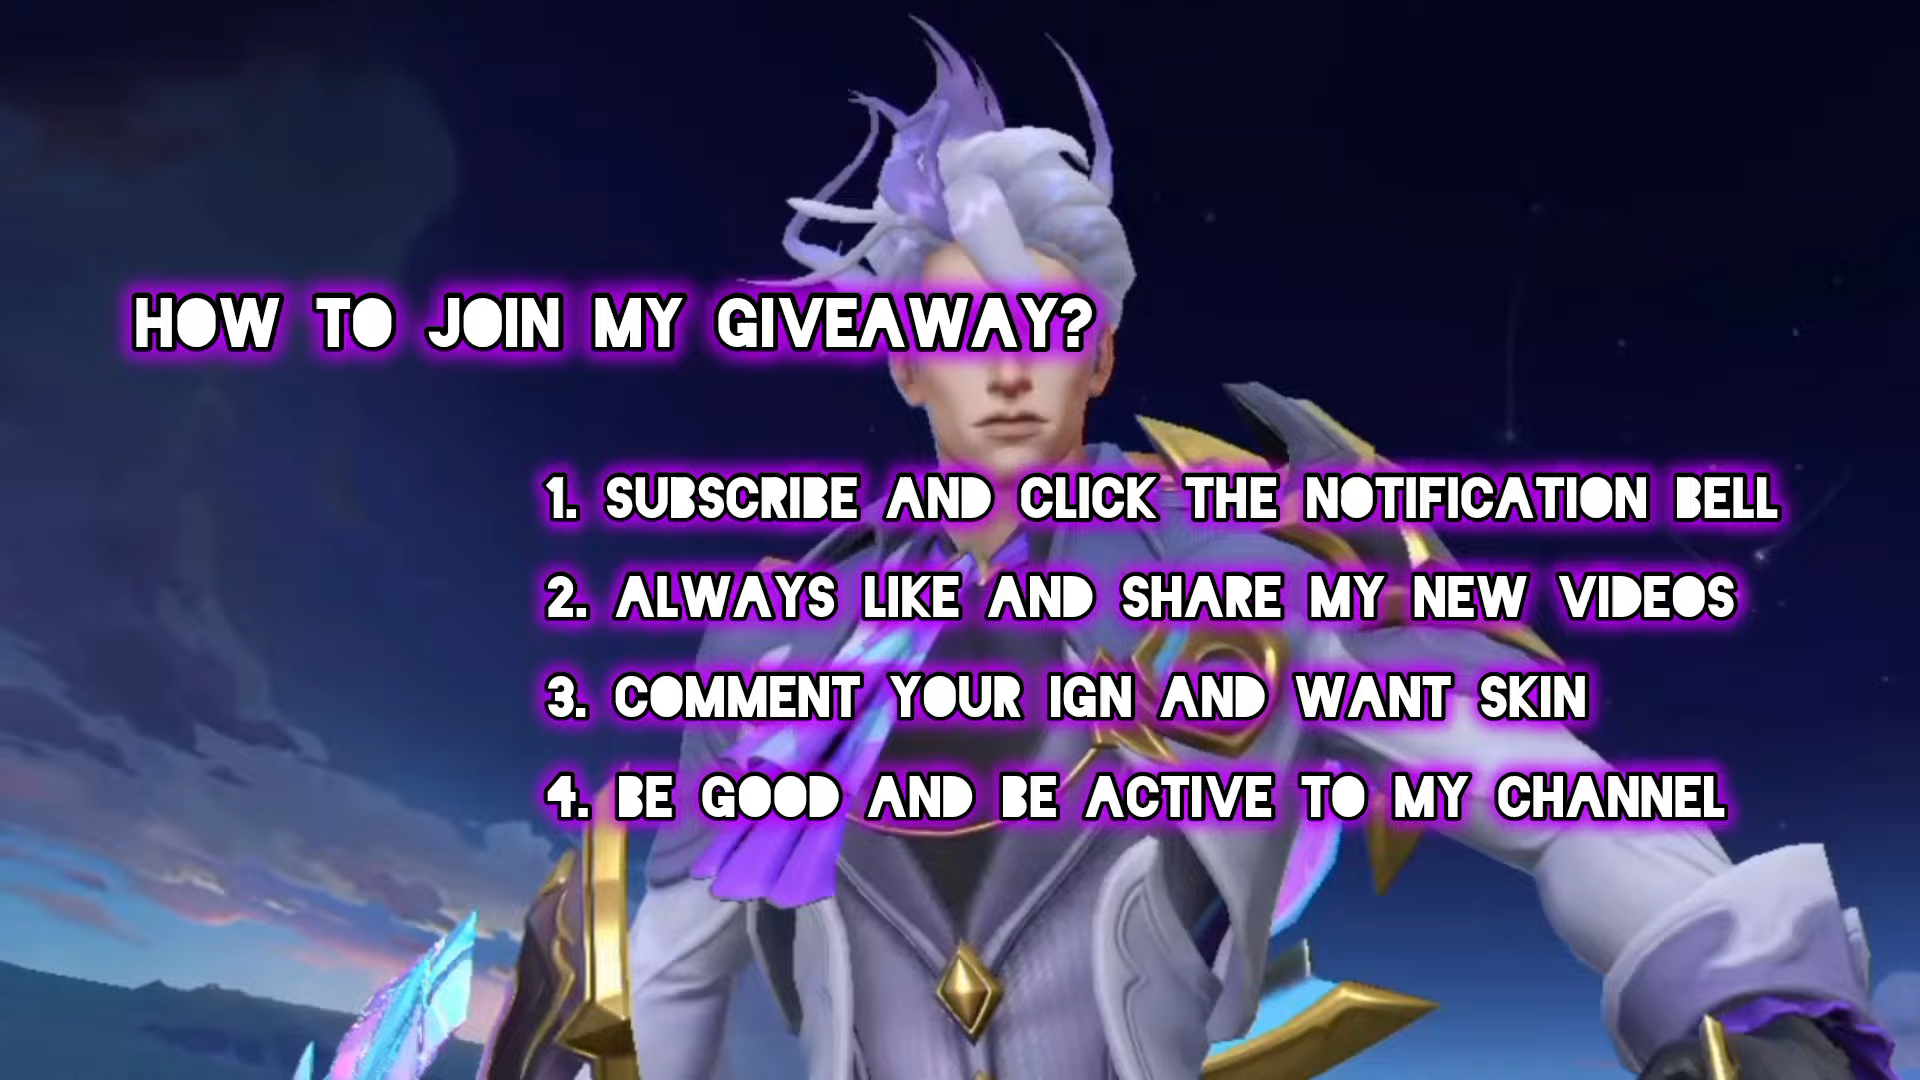 HOW TO JOIN MY GIVEAWAY?
1. SUBSCRIBE AND CLICK THE NOTIFICATION BELL
2. ALWAYS LIKE AND SHARE MY NEW VIDEOS
3. COMMENT YOUR IGN AND WANT SKIN
4. BE GOOD AND BE ACTIVE TO MY CHANNEL